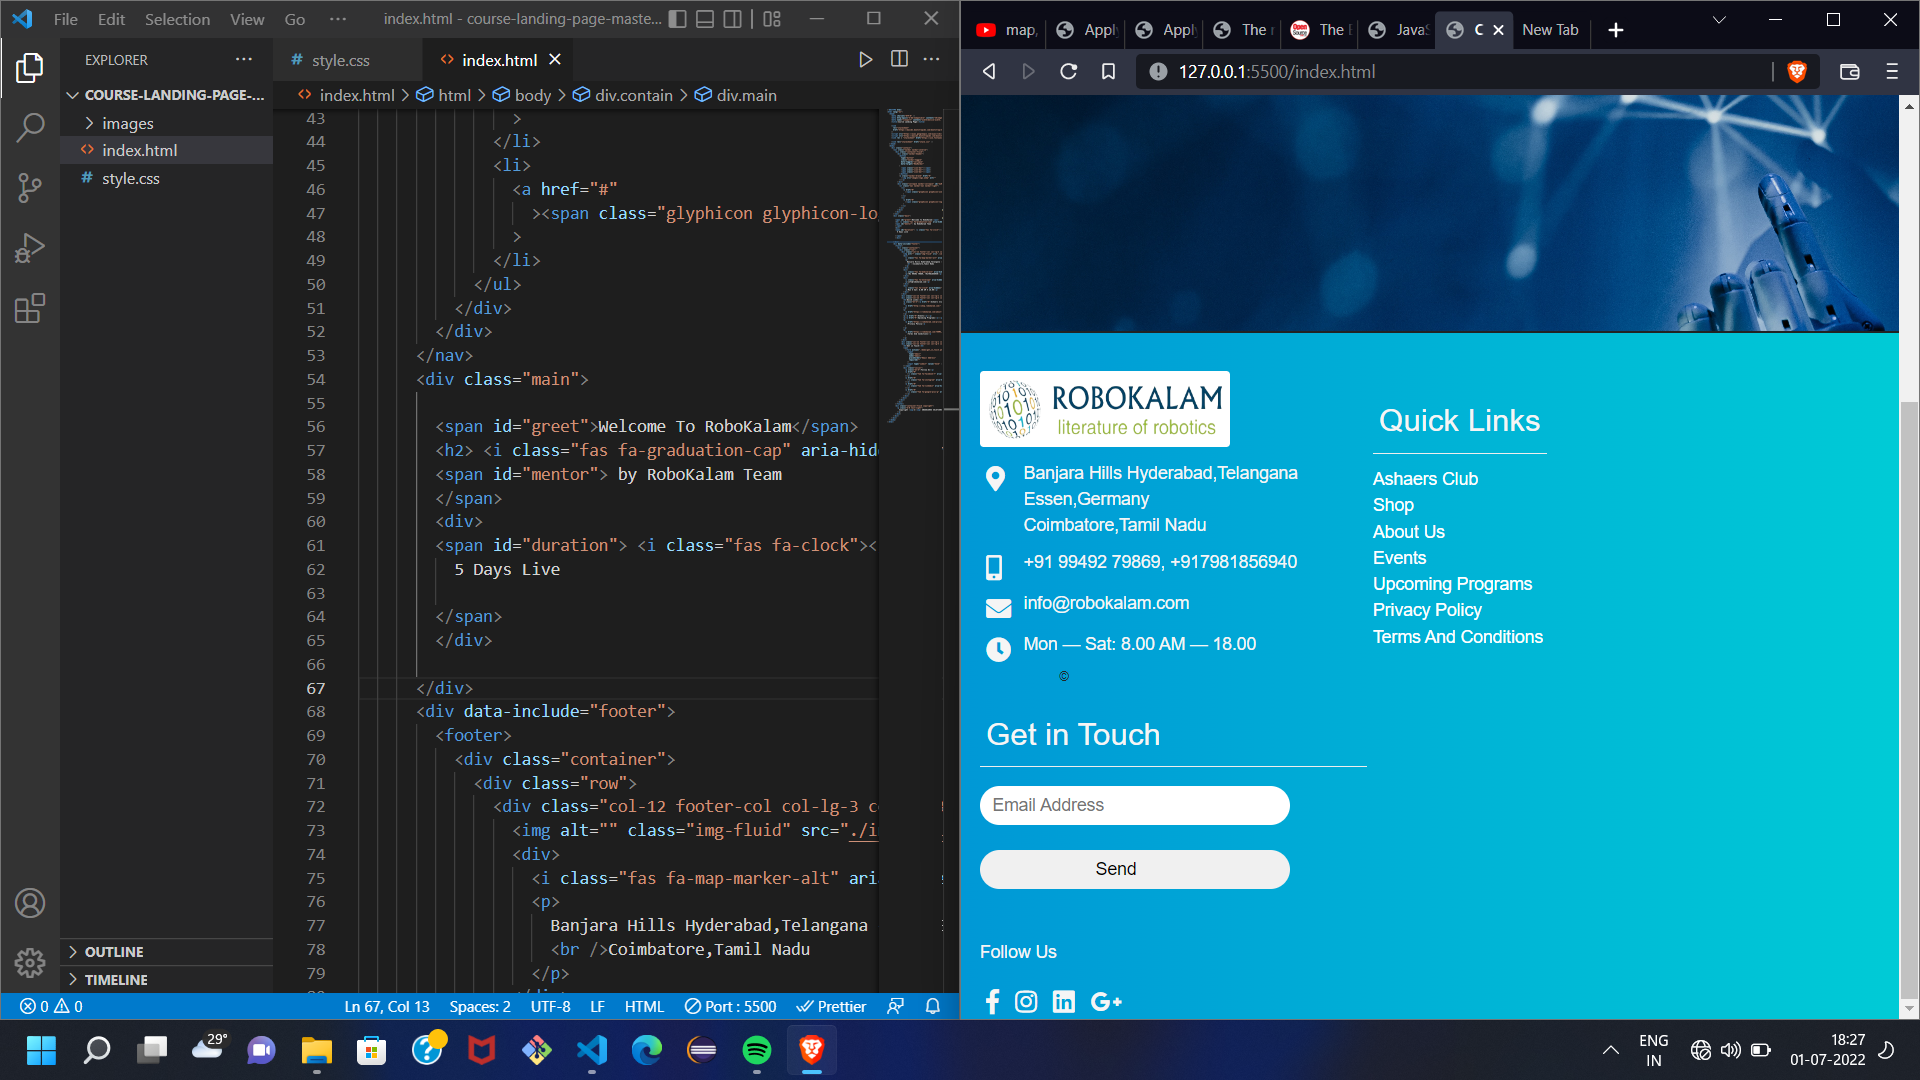 File Edit Selection View Go ··· index.html - course-landing-page-maste...
EXPLORER ···
COURSE-LANDING-PAGE-...
images
index.html
style.css
OUTLINE
TIMELINE
style.css
index.html
index.html > html > body > div.contain > div.main
43 >
44 </li>
45 <li>
46 <a href="#"
47 ><span class="glyphicon glyphicon-lo
48 >
49 </li>
50 </ul>
51 </div>
52 </div>
53 </nav>
54 <div class="main">
55
56 <span id="greet">Welcome To RoboKalam</span>
57 <h2> <i class="fas fa-graduation-cap" aria-hid
58 <span id="mentor"> by RoboKalam Team
59 </span>
60 <div>
61 <span id="duration"> <i class="fas fa-clock"><
62 5 Days Live
63
64 </span>
65 </div>
66
67 </div>
68 <div data-include="footer">
69 <footer>
70 <div class="container">
71 <div class="row">
72 <div class="col-12 footer-col col-lg-3 c
73 <img alt="" class="img-fluid" src="./i
74 <div>
75 <i class="fas fa-map-marker-alt" ari
76 <p>
77 Banjara Hills Hyderabad,Telangana
78 <br />Coimbatore,Tamil Nadu
79 </p>
0 0 Ln 67, Col 13 Spaces: 2 UTF-8 LF HTML Port : 5500 Prettier
map, Apply Apply The r The B JavaS C New Tab
127.0.0.1:5500/index.html
ROBOKALAM
literature of robotics
Banjara Hills Hyderabad,Telangana
Essen,Germany
Coimbatore,Tamil Nadu
+91 99492 79869, +917981856940
info@robokalam.com
Mon — Sat: 8.00 AM — 18.00
©
Quick Links
Ashaers Club
Shop
About Us
Events
Upcoming Programs
Privacy Policy
Terms And Conditions
Get in Touch
Email Address
Send
Follow Us
29°
ENG
IN
18:27
01-07-2022